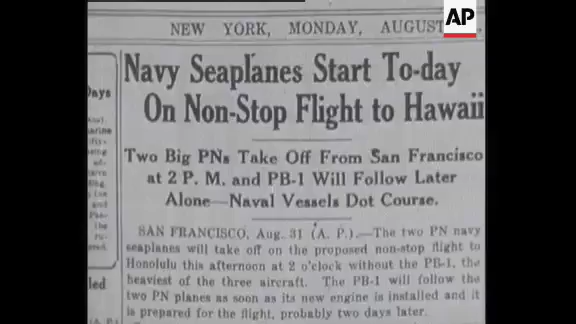 AP
NEW YORK, MONDAY, AUGUST
Navy Seaplanes Start To-day
On Non-Stop Flight to Hawaii
Two Big PNs Take Off From San Francisco
at 2 P. M. and PB-1 Will Follow Later
Alone—Naval Vessels Dot Course.
SAN FRANCISCO, Aug. 31 (A. P.).—The two PN navy
seaplanes will take off on the proposed non-stop flight to
Honolulu this afternoon at 2 o'clock without the PB-1, the
heaviest of the three aircraft. The PB-1 will follow the
two PN planes as soon as its new engine is installed and it
is prepared for the flight, probably two days later.